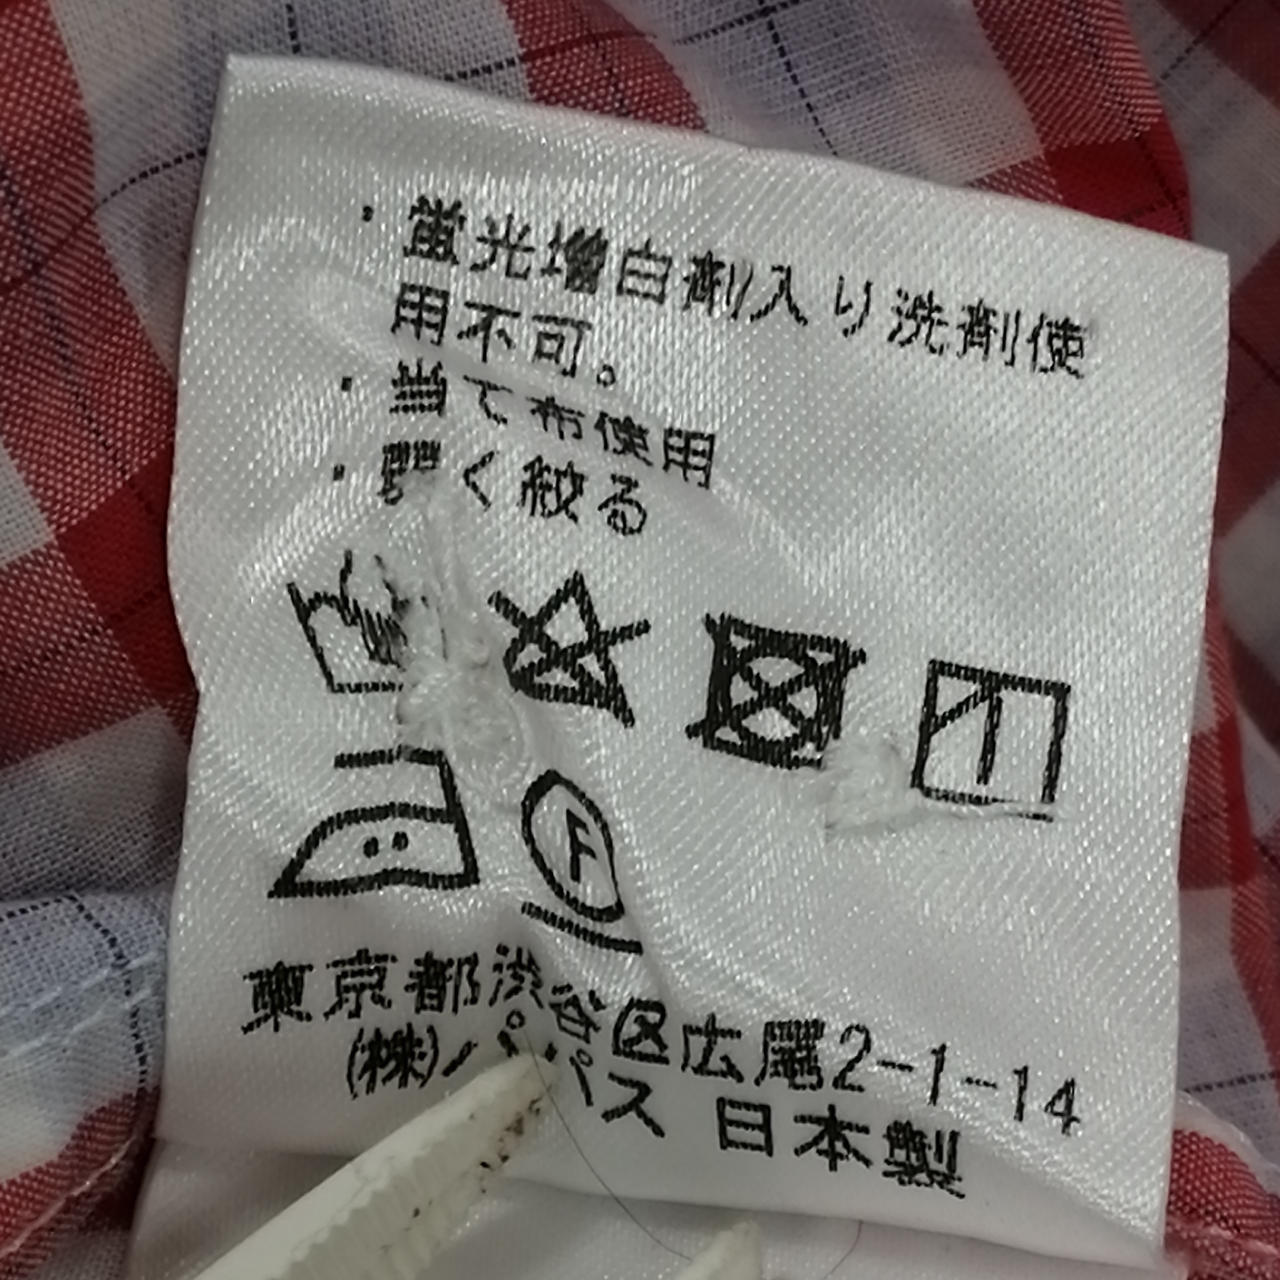 ・蛍光増白剤入り洗剤使
用不可。
・当て布使用
・軽く絞る
F
東京都渋谷区広尾2-1-14
(株)パパス 日本製